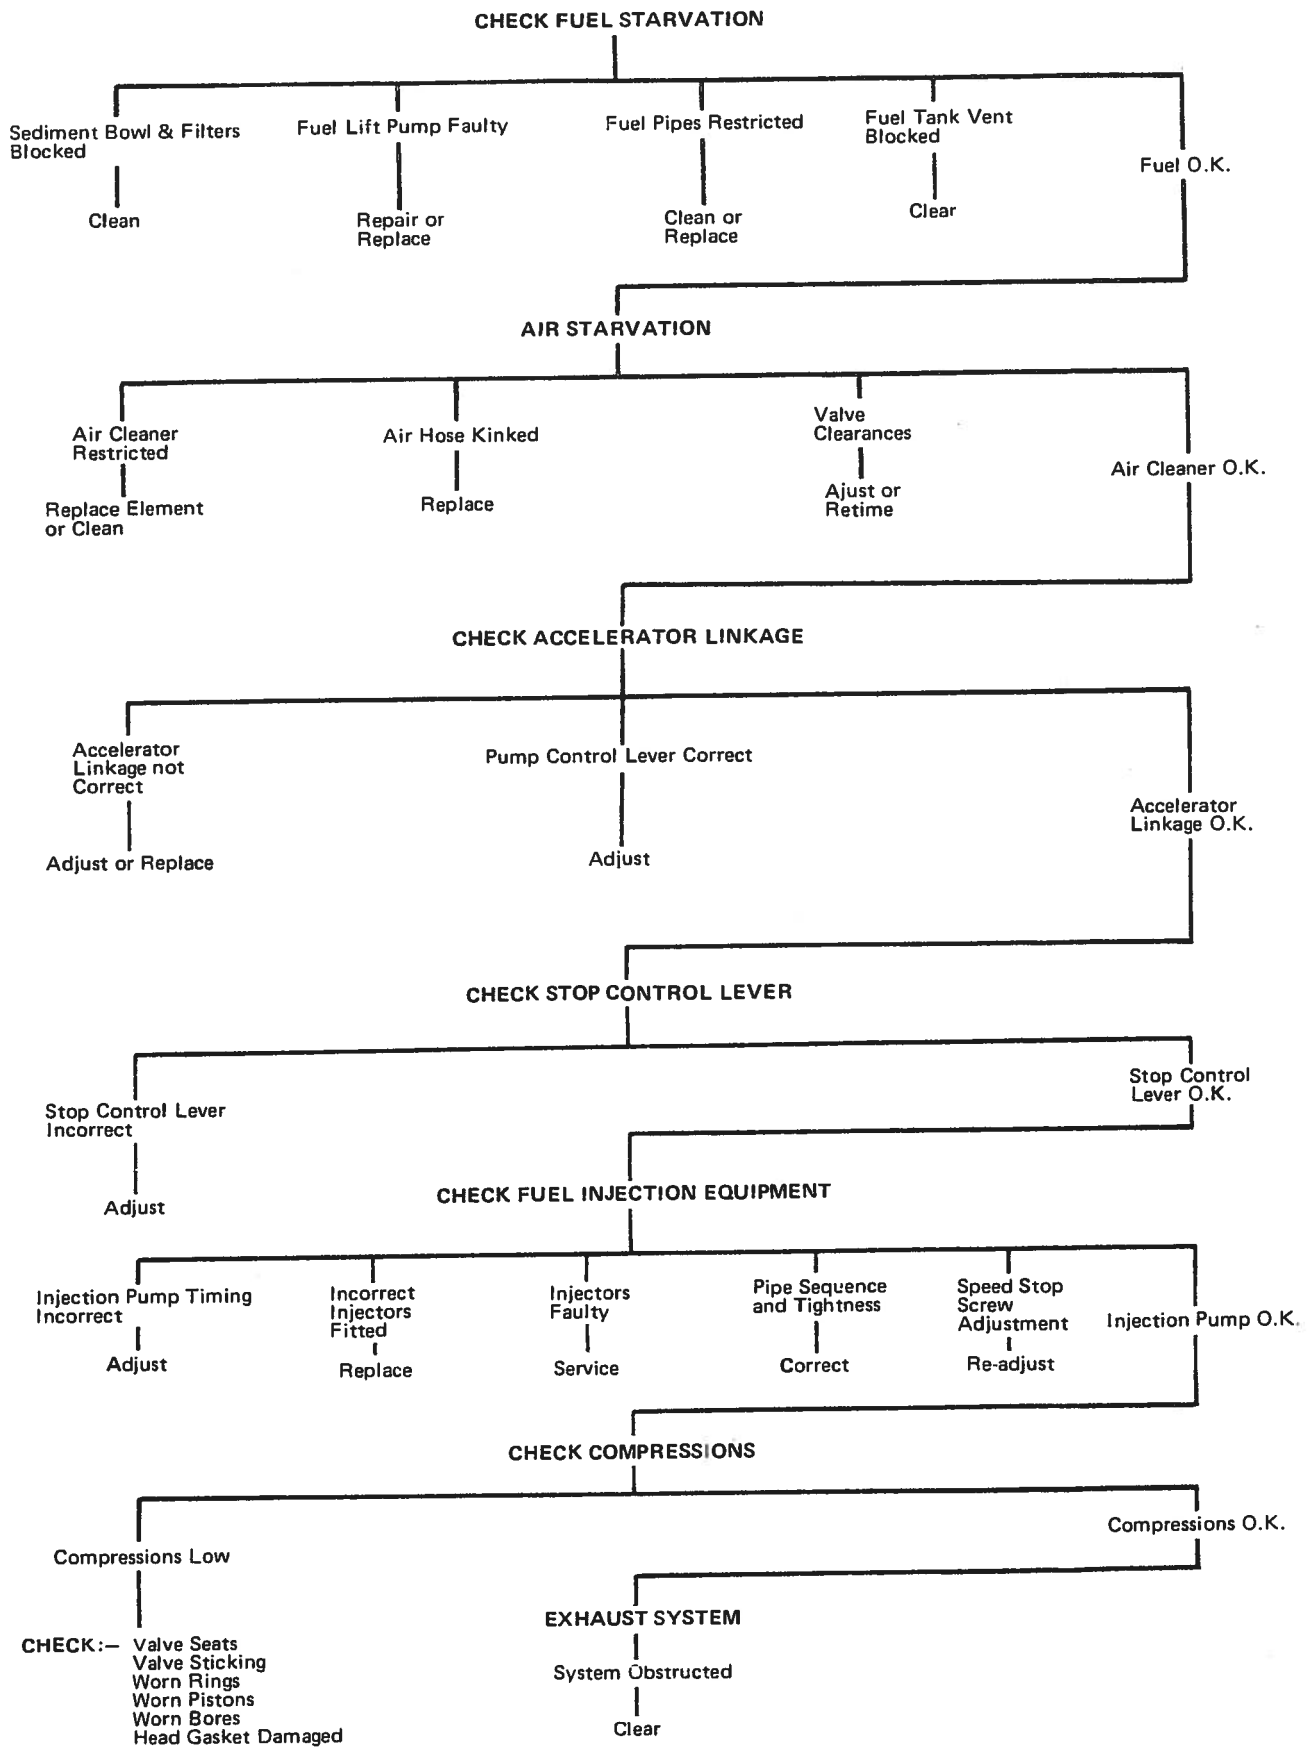 CHECK FUEL STARVATION
Sediment Bowl & Filters
Blocked
Clean
Fuel Lift Pump Faulty
Repair or
Replace
Fuel Pipes Restricted
Clean or
Replace
Fuel Tank Vent
Blocked
Clear
Fuel O.K.
AIR STARVATION
Air Cleaner
Restricted
Replace Element
or Clean
Air Hose Kinked
Replace
Valve
Clearances
Ajust or
Retime
Air Cleaner O.K.
CHECK ACCELERATOR LINKAGE
Accelerator
Linkage not
Correct
Adjust or Replace
Pump Control Lever Correct
Adjust
Accelerator
Linkage O.K.
CHECK STOP CONTROL LEVER
Stop Control Lever
Incorrect
Adjust
Stop Control
Lever O.K.
CHECK FUEL INJECTION EQUIPMENT
Injection Pump Timing
Incorrect
Adjust
Incorrect
Injectors
Fitted
Replace
Injectors
Faulty
Service
Pipe Sequence
and Tightness
Correct
Speed Stop
Screw
Adjustment
Re-adjust
Injection Pump O.K.
CHECK COMPRESSIONS
Compressions Low
CHECK:— Valve Seats
Valve Sticking
Worn Rings
Worn Pistons
Worn Bores
Head Gasket Damaged
Compressions O.K.
EXHAUST SYSTEM
System Obstructed
Clear